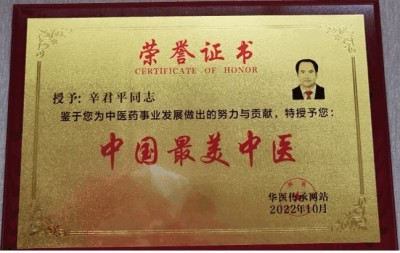 荣誉证书
CERTIFICATE OF HONOR
授予:辛君平同志
鉴于您为中医药事业发展做出的努力与贡献，特授予您:
中国最美中医
华医传承网站
2022年10月